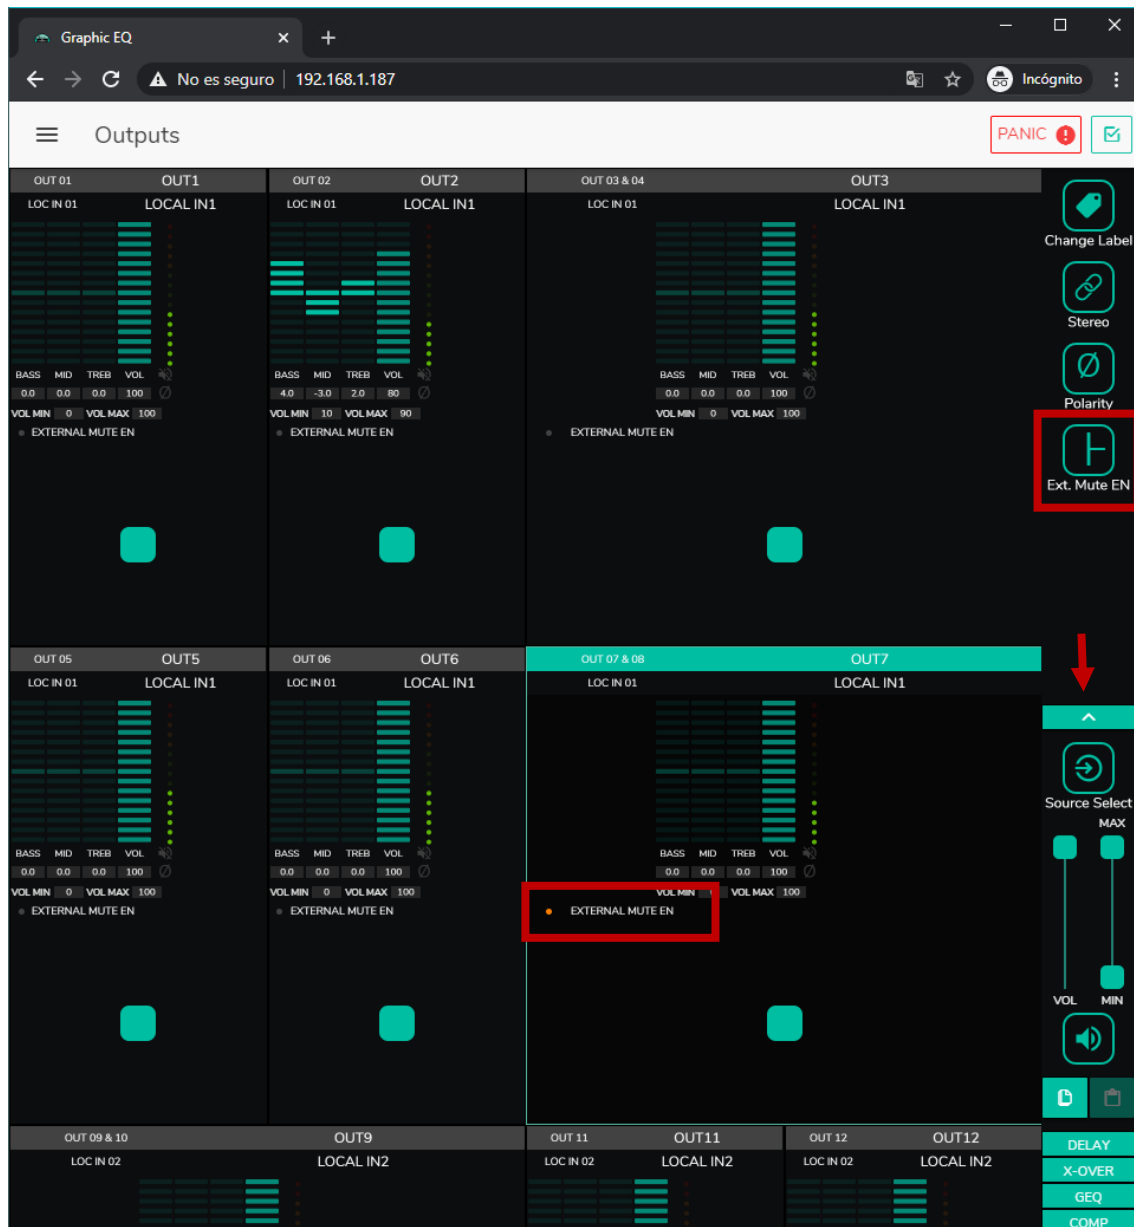 Graphic EQ
No es seguro | 192.168.1.187
Incógnito
Outputs
PANIC
OUT 01 OUT1
LOC IN 01 LOCAL IN1
BASS MID TREB VOL
0.0 0.0 0.0 100
VOL MIN 0 VOL MAX 100
EXTERNAL MUTE EN
OUT 02 OUT2
LOC IN 01 LOCAL IN1
BASS MID TREB VOL
4.0 -3.0 2.0 80
VOL MIN 10 VOL MAX 90
EXTERNAL MUTE EN
OUT 03 & 04 OUT3
LOC IN 01 LOCAL IN1
BASS MID TREB VOL
0.0 0.0 0.0 100
VOL MIN 0 VOL MAX 100
EXTERNAL MUTE EN
Change Label
Stereo
Polarity
Ext. Mute EN
OUT 05 OUT5
LOC IN 01 LOCAL IN1
BASS MID TREB VOL
0.0 0.0 0.0 100
VOL MIN 0 VOL MAX 100
EXTERNAL MUTE EN
OUT 06 OUT6
LOC IN 01 LOCAL IN1
BASS MID TREB VOL
0.0 0.0 0.0 100
VOL MIN 0 VOL MAX 100
EXTERNAL MUTE EN
OUT 07 & 08 OUT7
LOC IN 01 LOCAL IN1
BASS MID TREB VOL
0.0 0.0 0.0 100
VOL MIN 0 VOL MAX 100
EXTERNAL MUTE EN
Source Select
MAX
VOL MIN
OUT 09 & 10 OUT9
LOC IN 02 LOCAL IN2
OUT 11 OUT11
LOC IN 02 LOCAL IN2
OUT 12 OUT12
LOC IN 02 LOCAL IN2
DELAY
X-OVER
GEQ
COMP